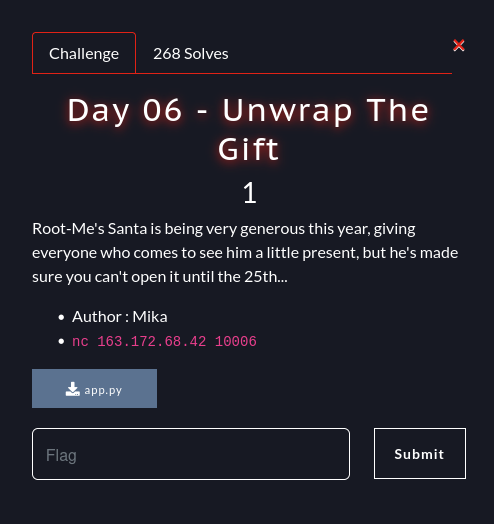 Challenge 268 Solves
Day 06 - Unwrap The
Gift
1
Root-Me's Santa is being very generous this year, giving
everyone who comes to see him a little present, but he's made
sure you can't open it until the 25th...
• Author : Mika
• nc 163.172.68.42 10006
app.py
Flag Submit